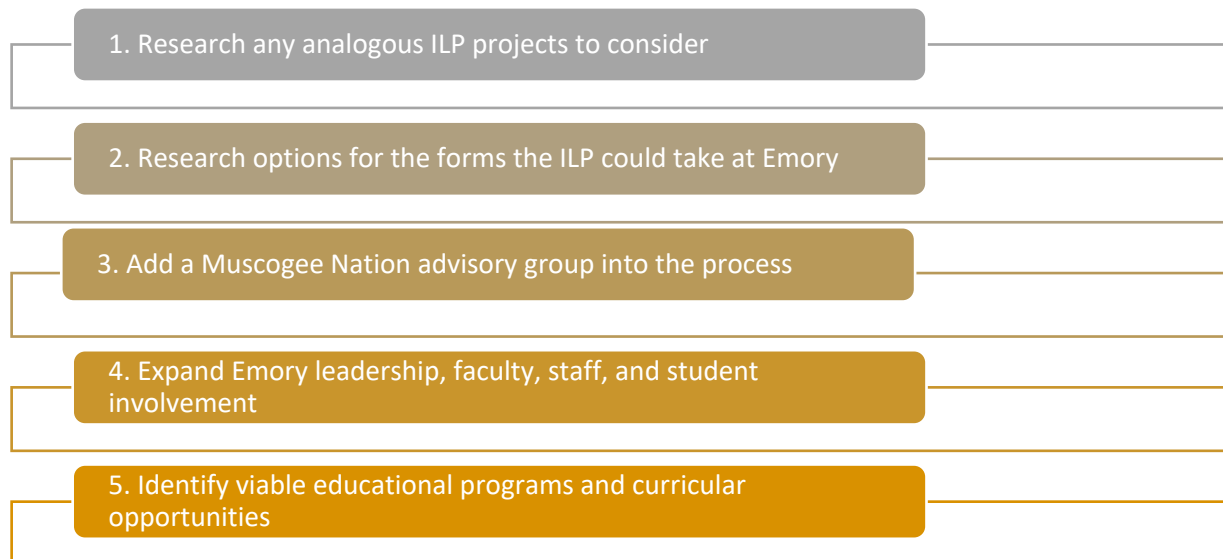 1. Research any analogous ILP projects to consider
2. Research options for the forms the ILP could take at Emory
3. Add a Muscogee Nation advisory group into the process
4. Expand Emory leadership, faculty, staff, and student
involvement
5. Identify viable educational programs and curricular
opportunities